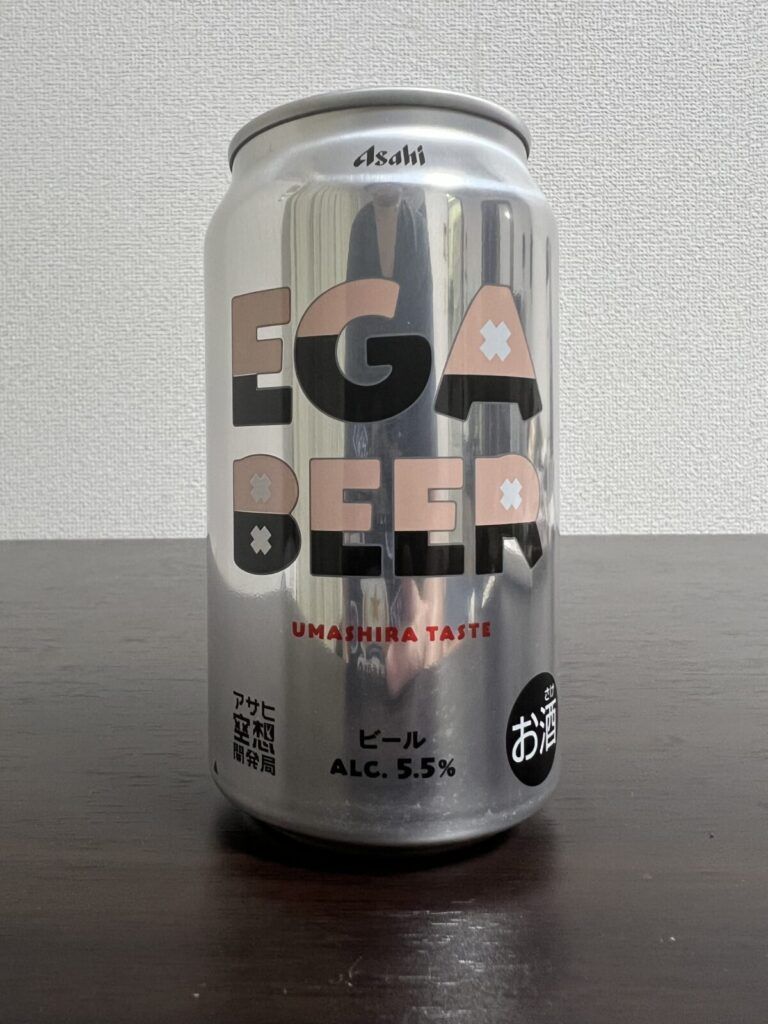 Asahi
EGA
BEER
UMASHIRA TASTE
アサヒ
空想
開発局
ビール
ALC. 5.5%
さけ
お酒